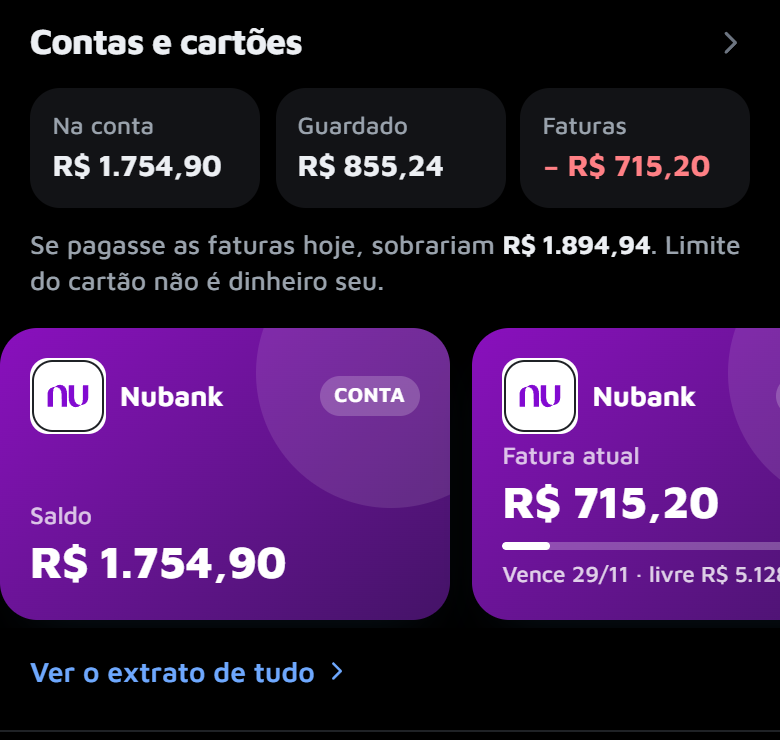 Contas e cartões
Na conta
R$ 1.754,90
Guardado
R$ 855,24
Faturas
– R$ 715,20
Se pagasse as faturas hoje, sobrariam R$ 1.894,94. Limite
do cartão não é dinheiro seu.
nu Nubank CONTA
Saldo
R$ 1.754,90
nu Nubank
Fatura atual
R$ 715,20
Vence 29/11 · livre R$ 5.128
Ver o extrato de tudo